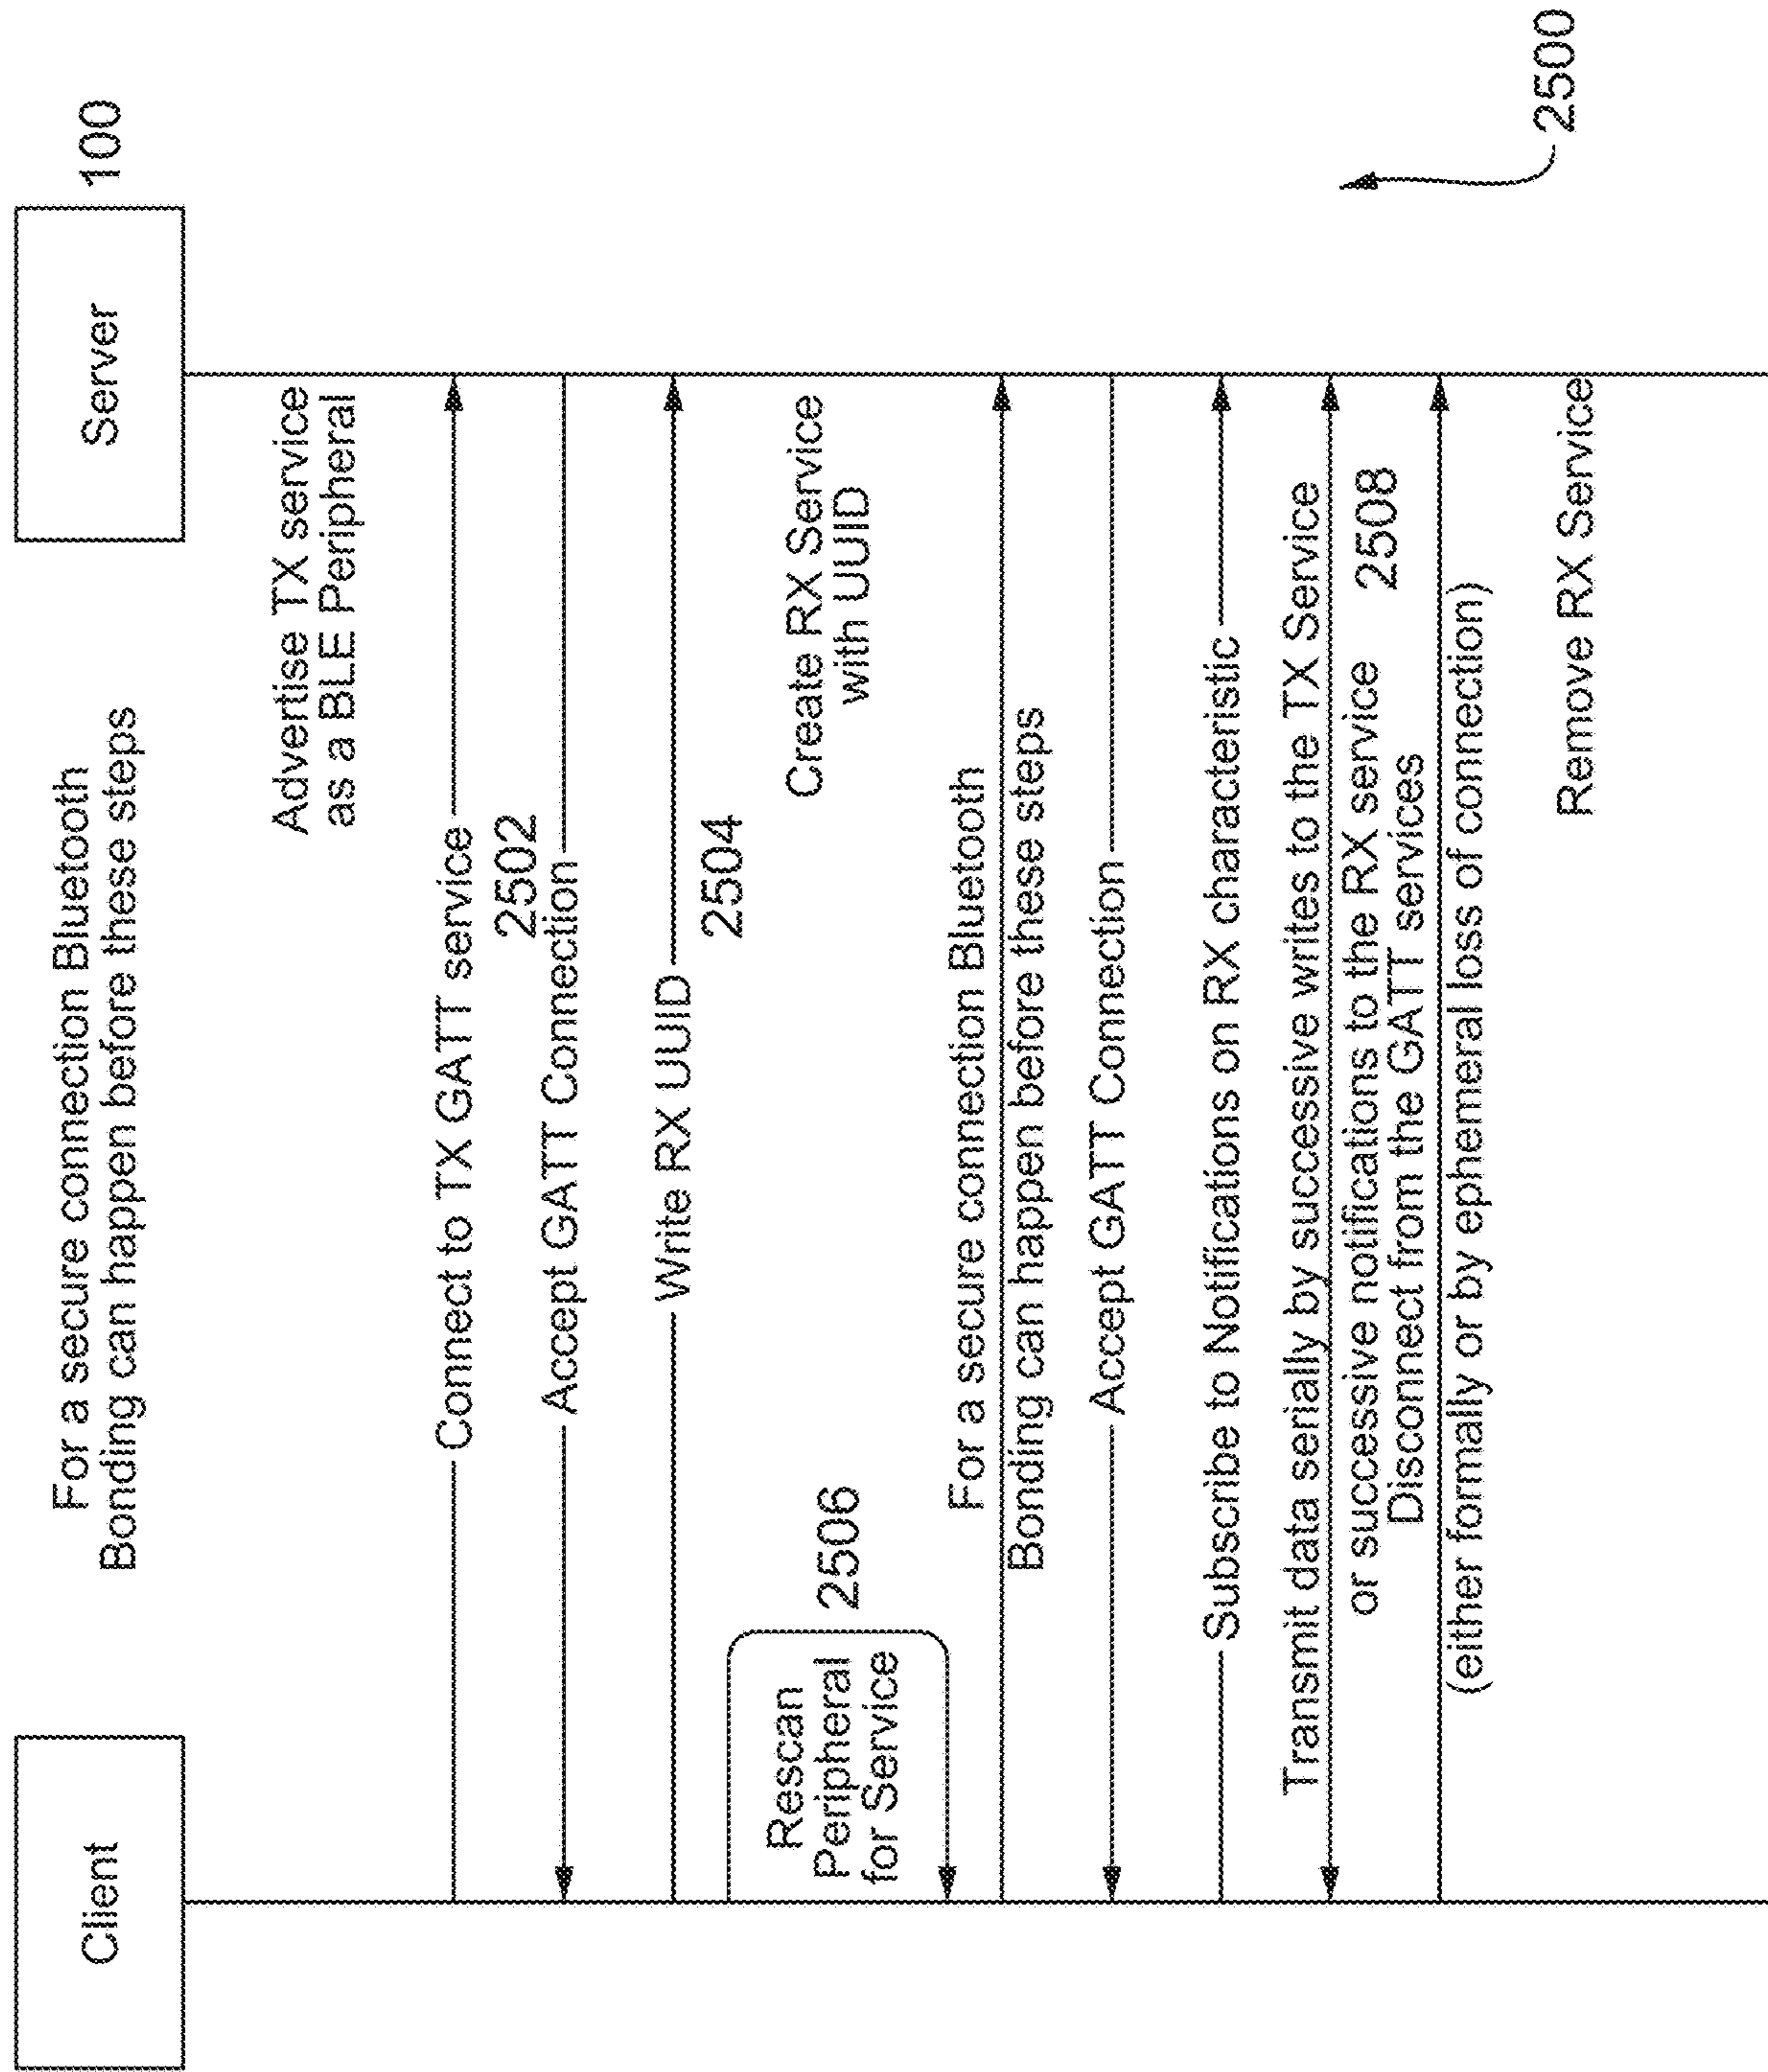 Client
Server
100
For a secure connection Bluetooth
Bonding can happen before these steps
Advertise TX service
as a BLE Peripheral
Connect to TX GATT service
2502
Accept GATT Connection
Write RX UUID
2504
Rescan
Peripheral
for Service
2506
Create RX Service
with UUID
For a secure connection Bluetooth
Bonding can happen before these steps
Accept GATT Connection
Subscribe to Notifications on RX characteristic
Transmit data serially by successive writes to the TX Service
or successive notifications to the RX service
2508
Disconnect from the GATT services
(either formally or by ephemeral loss of connection)
Remove RX Service
2500